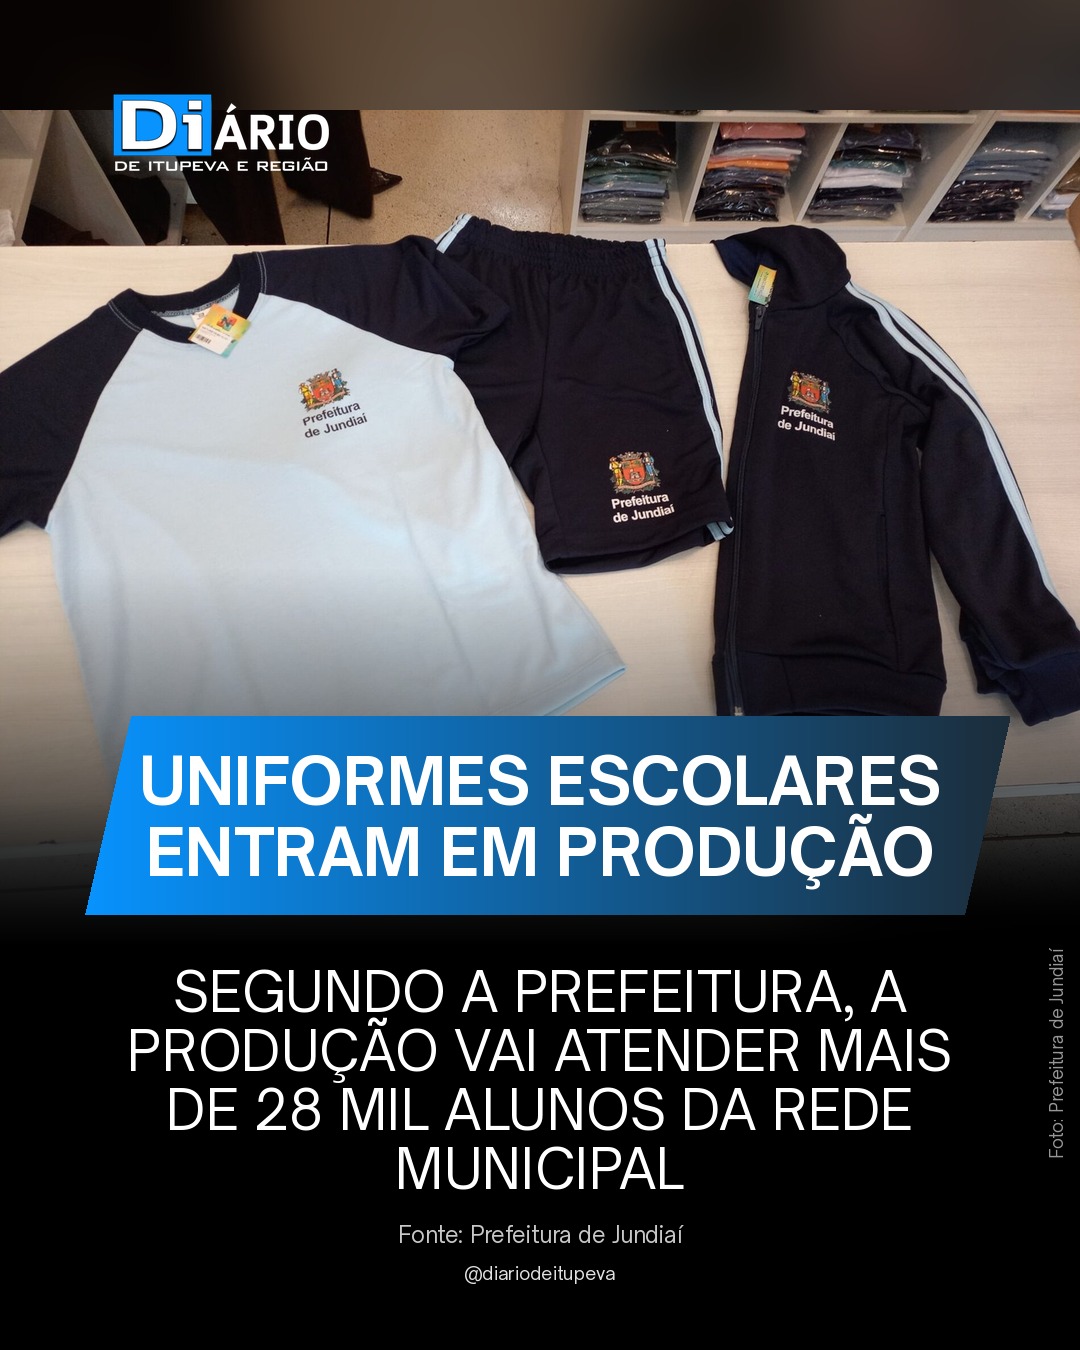 DiÁRIO
DE ITUPEVA E REGIÃO
Prefeitura
de Jundiaí
Prefeitura
de Jundiaí
Prefeitura
de Jundiaí
UNIFORMES ESCOLARES
ENTRAM EM PRODUÇÃO
SEGUNDO A PREFEITURA, A
PRODUÇÃO VAI ATENDER MAIS
DE 28 MIL ALUNOS DA REDE
MUNICIPAL
Foto: Prefeitura de Jundiaí
Fonte: Prefeitura de Jundiaí
@diariodeitupeva